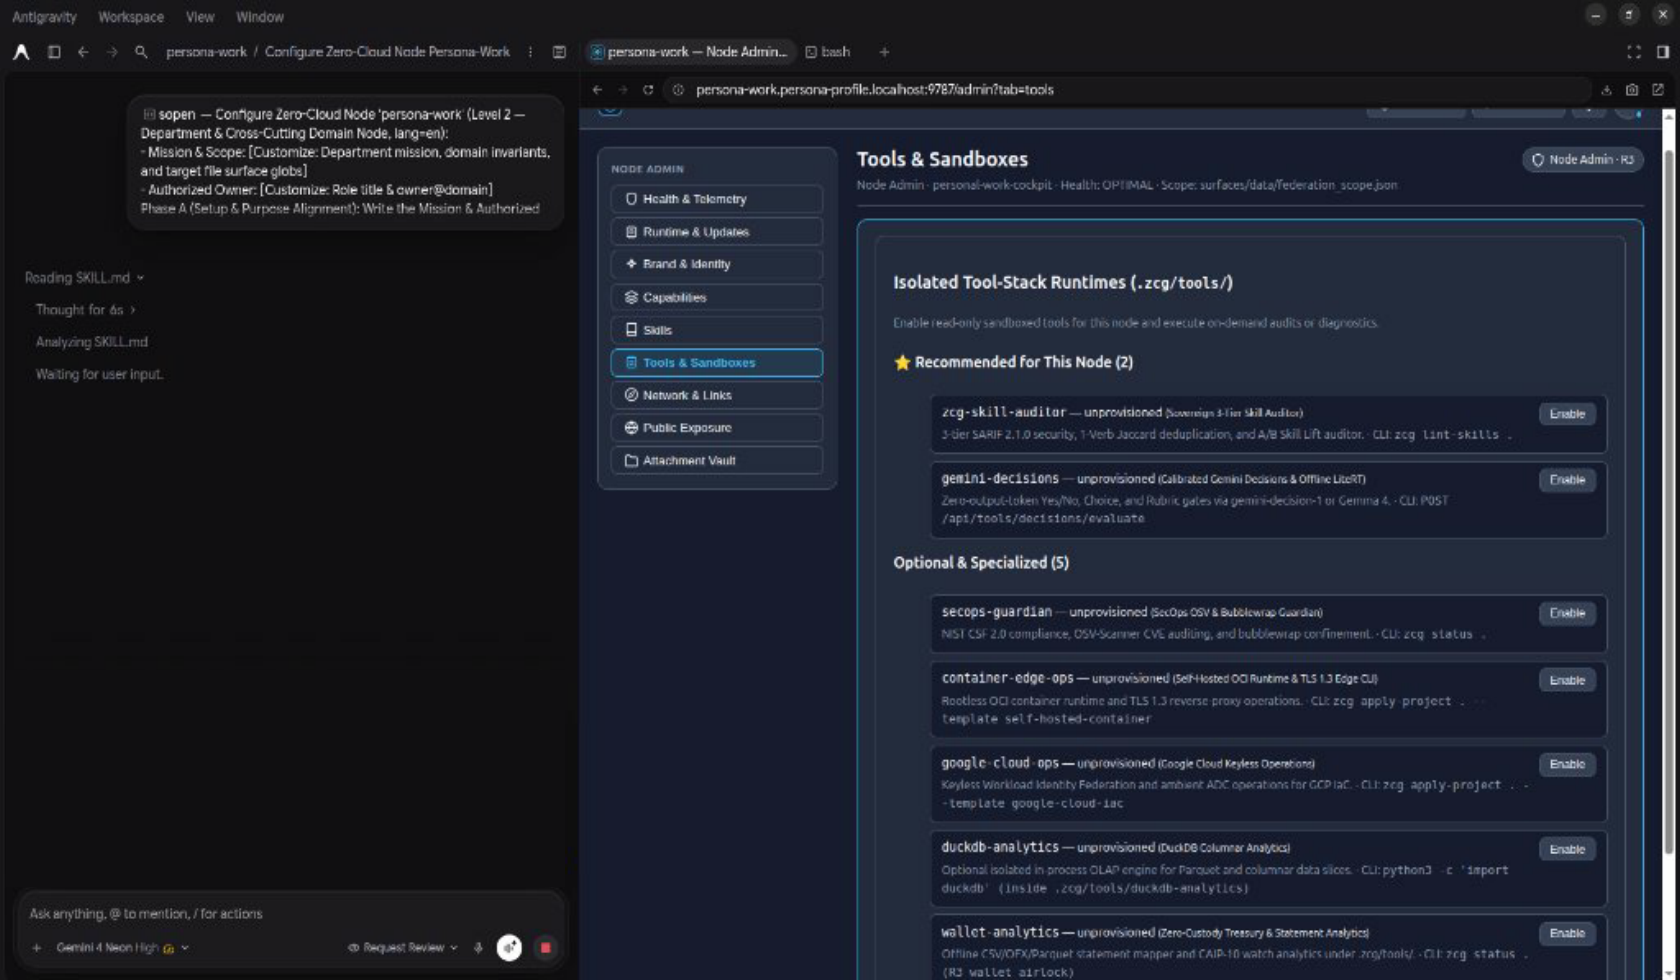 Antigravity Workspace View Window
persona-work / Configure Zero-Cloud Node Persona-Work
persona-work — Node Admin...
bash
persona-work.persona-profile.localhost:9787/admin?tab=tools
sopen — Configure Zero-Cloud Node 'persona-work' (Level 2 —
Department & Cross-Cutting Domain Node, lang=en):
- Mission & Scope: [Customize: Department mission, domain invariants,
and target file surface globs]
- Authorized Owner: [Customize: Role title & owner@domain]
Phase A (Setup & Purpose Alignment): Write the Mission & Authorized
Reading SKILL.md
Thought for 6s
Analyzing SKILL.md
Waiting for user input.
Ask anything, @ to mention, / for actions
Gemini 4 Neon High
Request Review
NODE ADMIN
Health & Telemetry
Runtime & Updates
Brand & Identity
Capabilities
Skills
Tools & Sandboxes
Network & Links
Public Exposure
Attachment Vault
Tools & Sandboxes
Node Admin · R3
Node Admin · personal-work-cockpit · Health: OPTIMAL · Scope: surfaces/data/federation_scope.json
Isolated Tool-Stack Runtimes (.zcg/tools/)
Enable read-only sandboxed tools for this node and execute on-demand audits or diagnostics.
⭐ Recommended for This Node (2)
zcg-skill-auditor — unprovisioned (Sovereign 3-Tier Skill Auditor)
Enable
3-tier SARIF 2.1.0 security, 1-Verb Jaccard deduplication, and A/B Skill Lift auditor. · CLI: zcg lint-skills .
gemini-decisions — unprovisioned (Calibrated Gemini Decisions & Offline LiteRT)
Enable
Zero-output-token Yes/No, Choice, and Rubric gates via gemini-decision-1 or Gemma 4. · CLI: POST
/api/tools/decisions/evaluate
Optional & Specialized (5)
secops-guardian — unprovisioned (SecOps OSV & Bubblewrap Guardian)
Enable
NIST CSF 2.0 compliance, OSV-Scanner CVE auditing, and bubblewrap confinement. · CLI: zcg status .
container-edge-ops — unprovisioned (Self-Hosted OCI Runtime & TLS 1.3 Edge CLI)
Enable
Rootless OCI container runtime and TLS 1.3 reverse-proxy operations. · CLI: zcg apply-project . --
template self-hosted-container
google-cloud-ops — unprovisioned (Google Cloud Keyless Operations)
Enable
Keyless Workload Identity Federation and ambient ADC operations for GCP IaC. · CLI: zcg apply-project . -
-template google-cloud-iac
duckdb-analytics — unprovisioned (DuckDB Columnar Analytics)
Enable
Optional isolated in-process OLAP engine for Parquet and columnar data slices. · CLI: python3 -c 'import
duckdb' (inside .zcg/tools/duckdb-analytics)
wallet-analytics — unprovisioned (Zero-Custody Treasury & Statement Analytics)
Enable
Offline CSV/OFX/Parquet statement mapper and CAIP-10 watch analytics under .zcg/tools/. · CLI: zcg status .
(R3 wallet airlock)